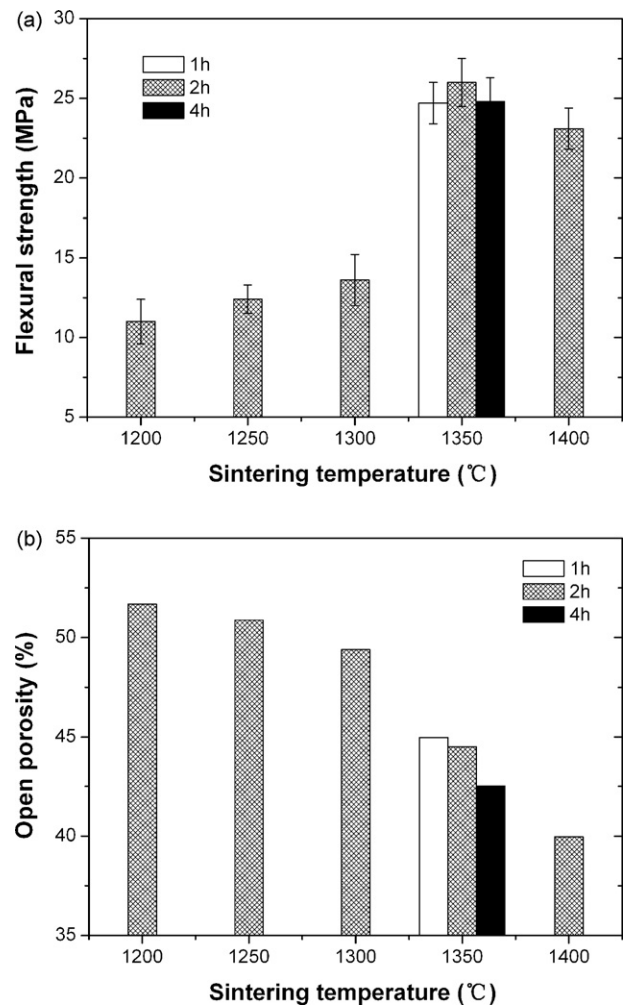 (a)
30
25
20
15
10
5
Flexural strength (MPa)
1h
2h
4h
1200 1250 1300 1350 1400
Sintering temperature (℃)
(b)
55
50
45
40
35
Open porosity (%)
1h
2h
4h
1200 1250 1300 1350 1400
Sintering temperature (℃)